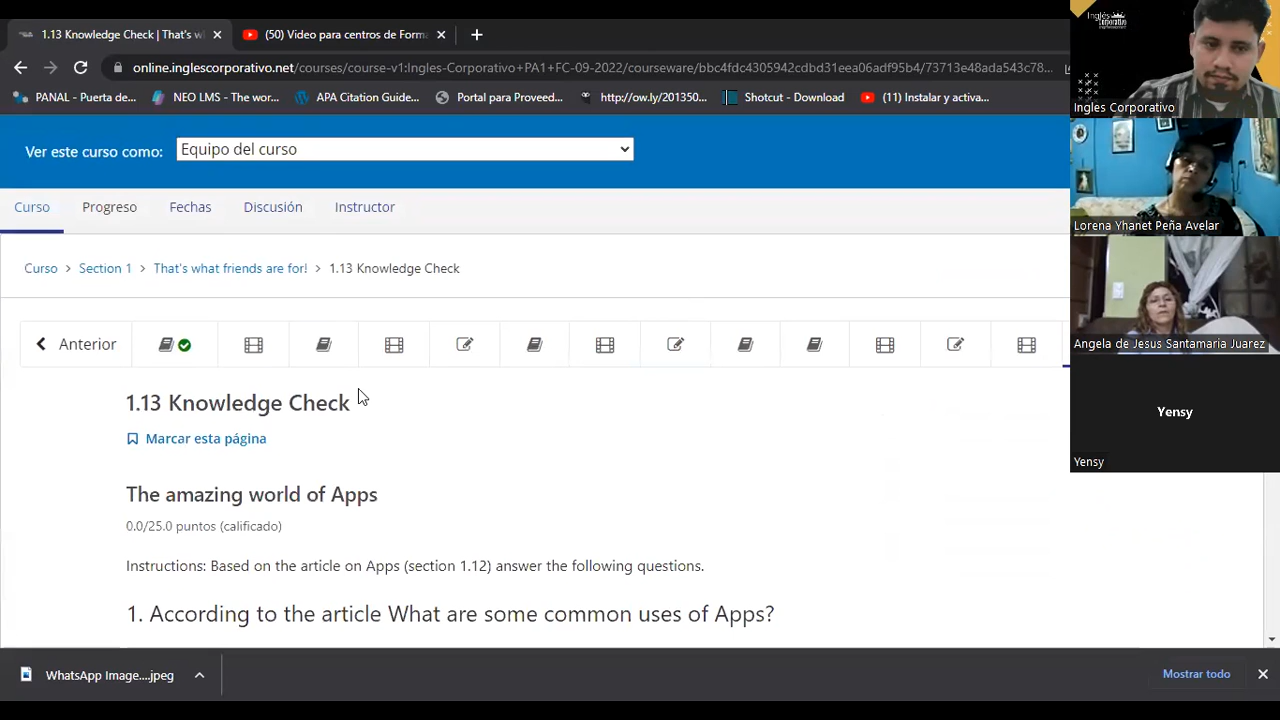 1.13 Knowledge Check | That's w
(50) Video para centros de Forma
online.inglescorporativo.net/courses/course-v1:Ingles-Corporativo+PA1+FC-09-2022/courseware/bbc4fdc4305942cdbd31eea06adf95b4/73713e48ada543c78...
PANAL - Puerta de...
NEO LMS - The wor...
APA Citation Guide...
Portal para Proveed...
http://ow.ly/201350...
Shotcut - Download
(11) Instalar y activa...
Ver este curso como:
Equipo del curso
Curso
Progreso
Fechas
Discusión
Instructor
Curso > Section 1 > That's what friends are for! > 1.13 Knowledge Check
Anterior
1.13 Knowledge Check
Marcar esta página
The amazing world of Apps
0.0/25.0 puntos (calificado)
Instructions: Based on the article on Apps (section 1.12) answer the following questions.
1. According to the article What are some common uses of Apps?
WhatsApp Image....jpeg
Mostrar todo
Inglés
Corporativo
Ingles Corporativo
Lorena Yhanet Peña Avelar
Angela de Jesus Santamaria Juarez
Yensy
Yensy